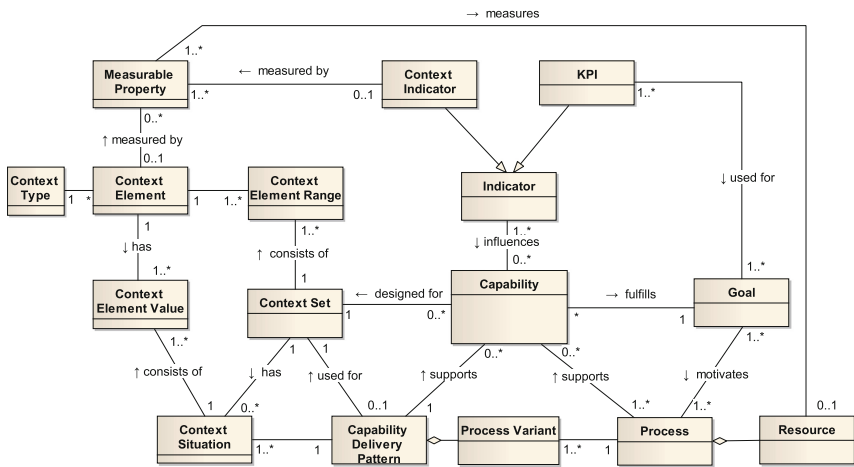 → measures
1..*
Measurable
Property
← measured by
Context
Indicator
KPI
1..*
0..1
1..*
0..*
↑ measured by
0..1
↓ used for
Context
Type
Context
Element
Context
Element Range
Indicator
1
*
1
1..*
1
1..*
1..*
↓ has
↑ consists of
↓ influences
0..*
1..*
1
1..*
Context
Element Value
Context Set
← designed for
Capability
→ fulfills
Goal
1
0..*
*
1
1..*
1
1
0..*
0..*
1..*
↑ consists of
↓ has
↑ used for
↑ supports
↑ supports
↓ motivates
1
0..*
0..1
1
1..*
1..*
0..1
Context
Situation
Capability
Delivery
Pattern
Process Variant
Process
Resource
1..*
1
1..*
1